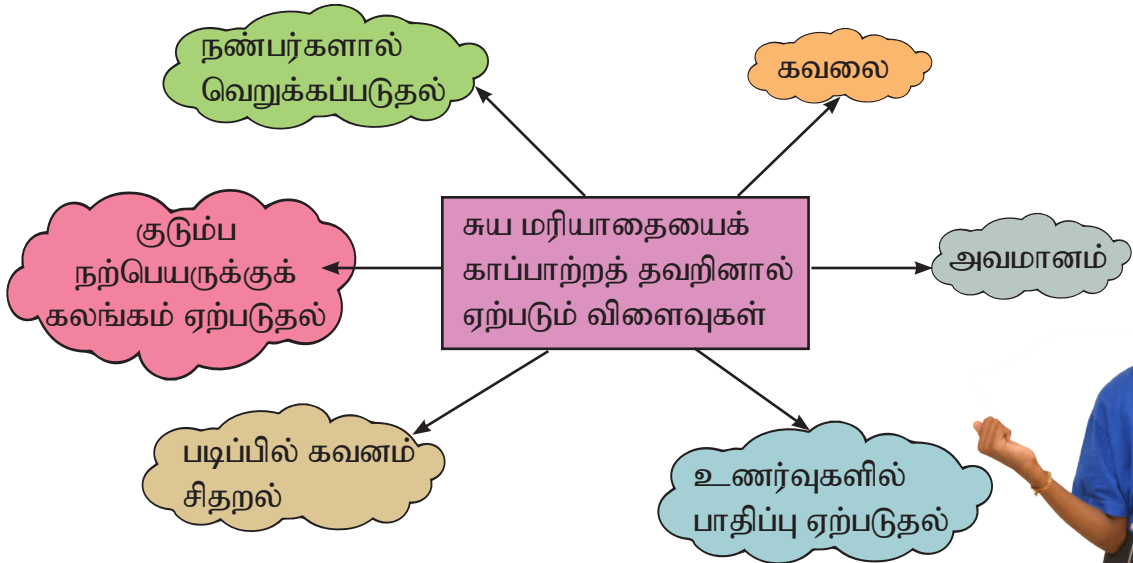 நண்பர்களால்
வெறுக்கப்படுதல்
கவலை
சுய மரியாதையைக்
காப்பாற்றத் தவறினால்
ஏற்படும் விளைவுகள்
குடும்ப
நற்பெயருக்குக்
கலங்கம் ஏற்படுதல்
அவமானம்
படிப்பில் கவனம்
சிதறல்
உணர்வுகளில்
பாதிப்பு ஏற்படுதல்